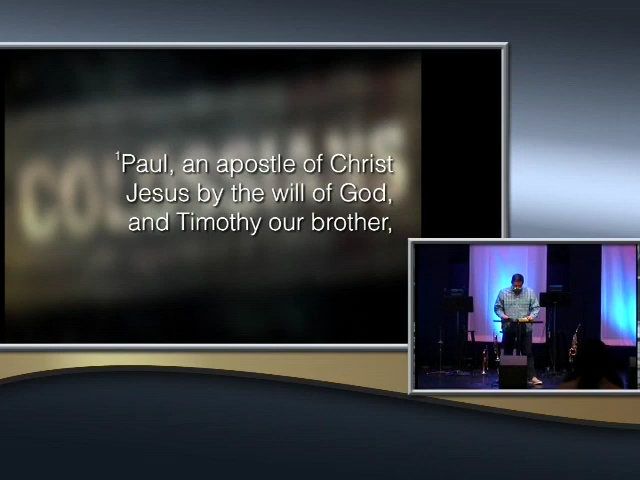 ¹Paul, an apostle of Christ
Jesus by the will of God,
and Timothy our brother,